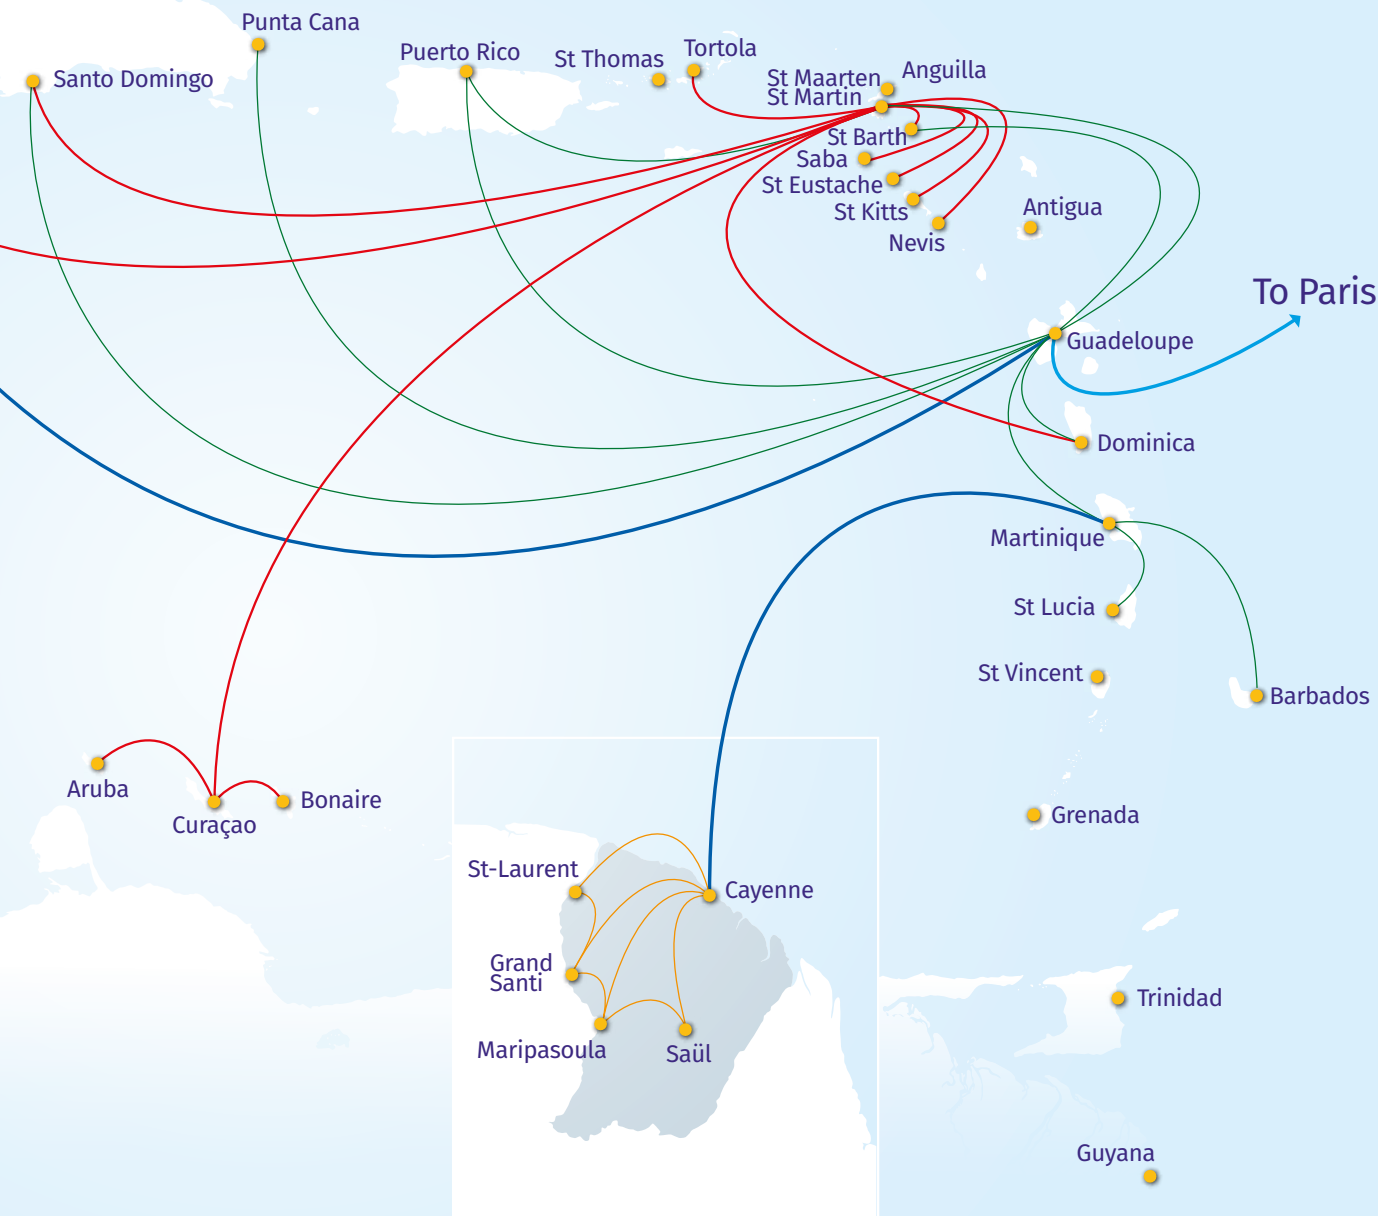 Punta Cana
Santo Domingo
Puerto Rico
St Thomas
Tortola
St Maarten
St Martin
Anguilla
St Barth
Saba
St Eustache
St Kitts
Nevis
Antigua
To Paris
Guadeloupe
Dominica
Martinique
St Lucia
St Vincent
Barbados
Aruba
Curaçao
Bonaire
Grenada
St-Laurent
Cayenne
Grand
Santi
Maripasoula
Saül
Trinidad
Guyana